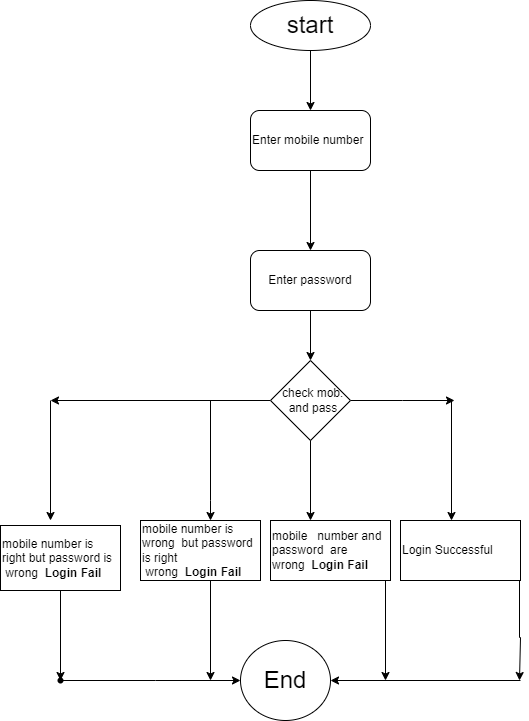 start
Enter mobile number
Enter password
check mob.
and pass
mobile number is
right but password is
wrong Login Fail
mobile number is
wrong but password
is right
wrong Login Fail
mobile number and
password are
wrong Login Fail
Login Successful
End